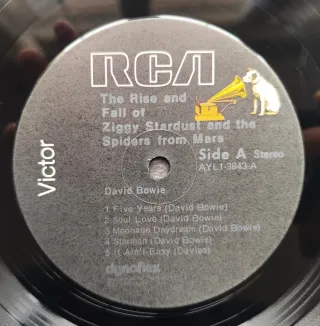 RCA
The Rise and
Fall of
Ziggy Stardust and the
Spiders from Mars
Side A Stereo
AYL1-3843-A
Victor
David Bowie
1 Five Years (David Bowie)
2 Soul Love (David Bowie)
3 Moonage Daydream (David Bowie)
4 Starman (David Bowie)
5 It Ain't Easy (Davies)
dynaflex